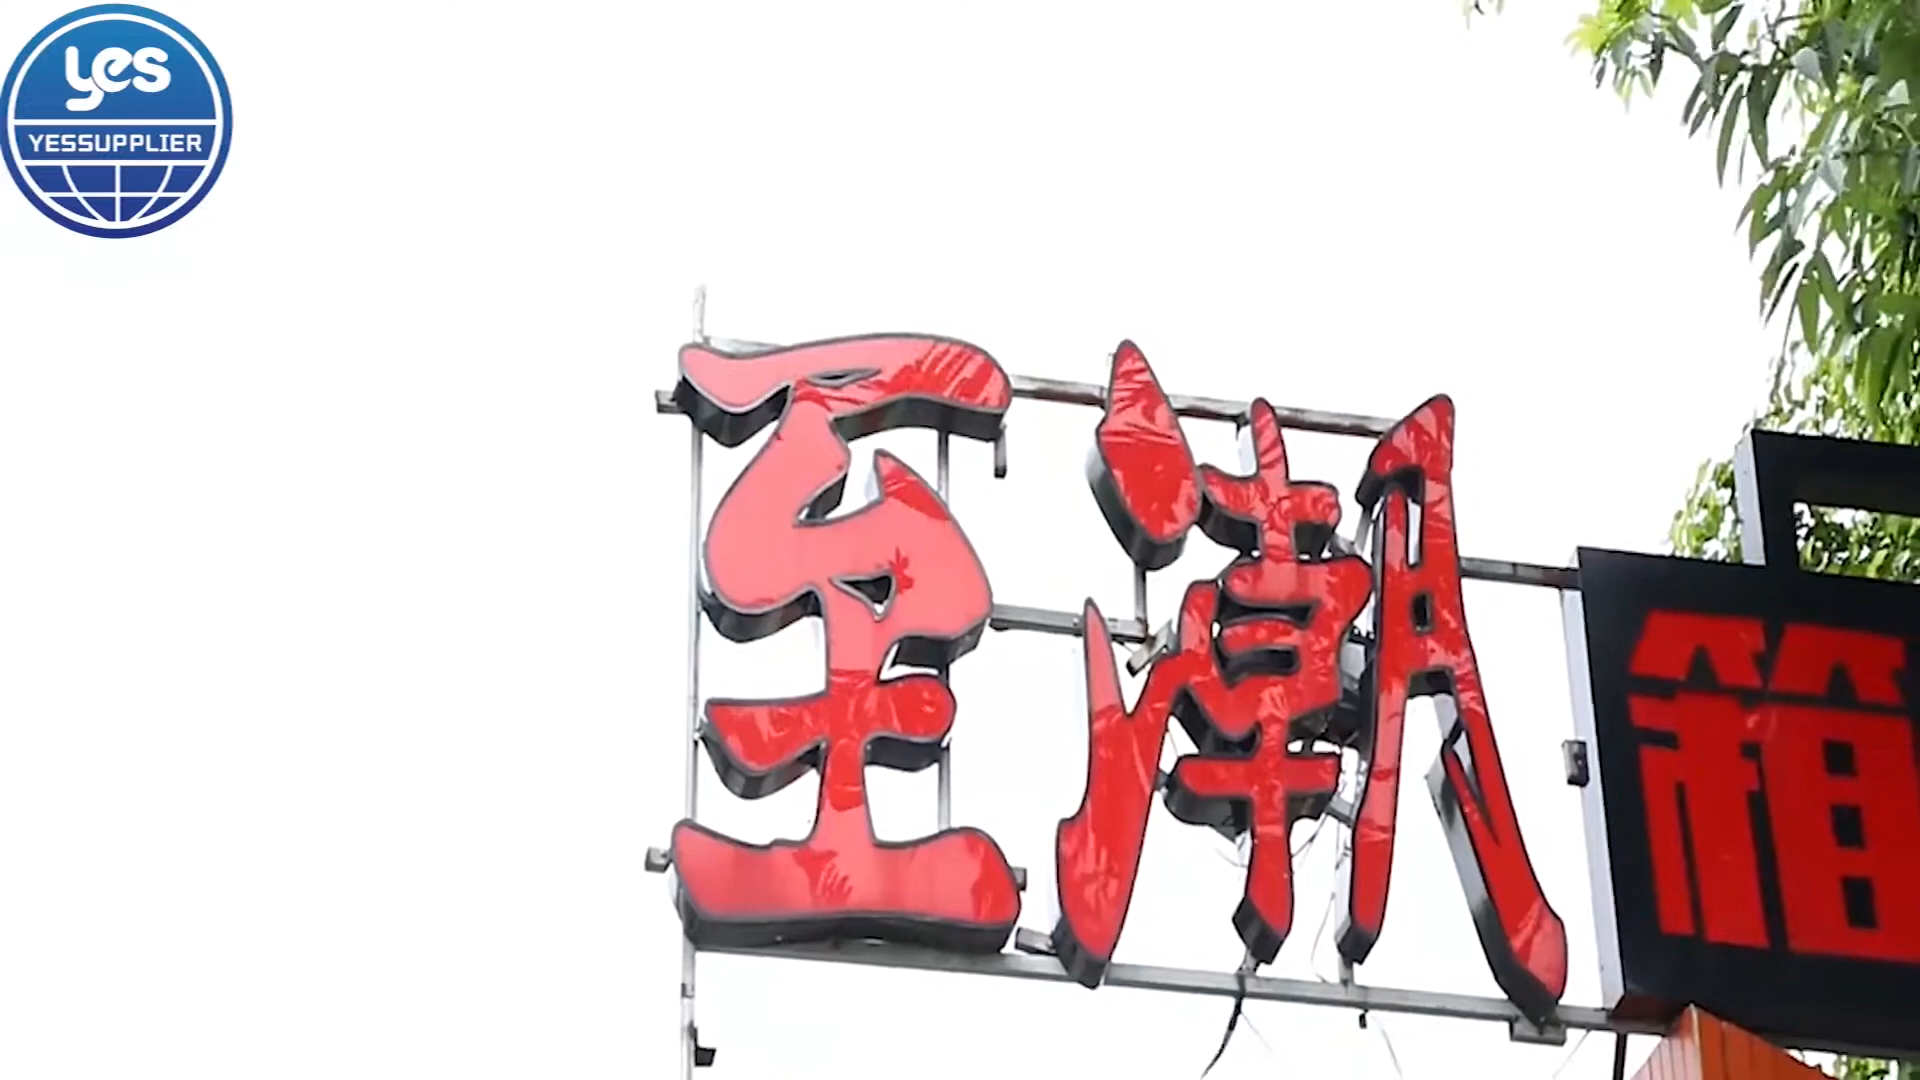 yes
YESSUPPLIER
至潮
箱